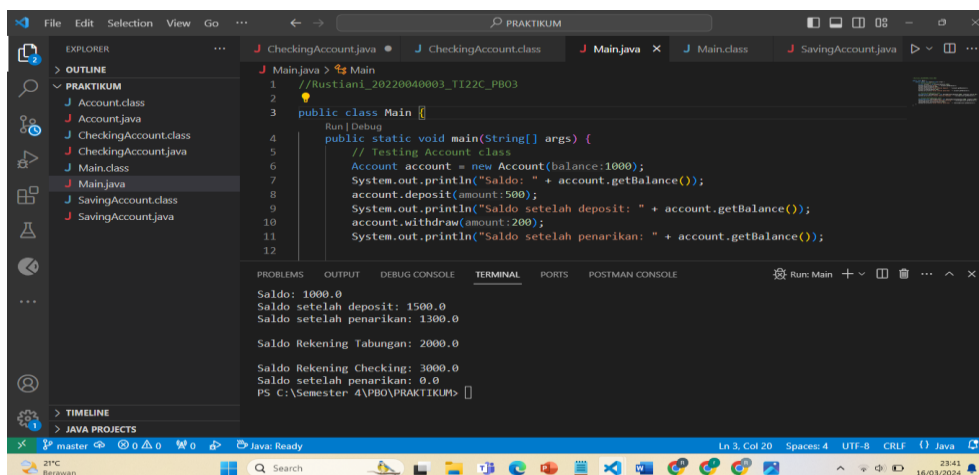 File Edit Selection View Go ... PRAKTIKUM
EXPLORER ...
> OUTLINE
PRAKTIKUM
J Account.class
J Account.java
J CheckingAccount.class
J CheckingAccount.java
J Main.class
J Main.java
J SavingAccount.class
J SavingAccount.java
> TIMELINE
> JAVA PROJECTS
J CheckingAccount.java ● J CheckingAccount.class J Main.java × J Main.class J SavingAccount.java
J Main.java > Main
1 //Rustiani_20220040003_TI22C_PBO3
2
3 public class Main {
Run | Debug
4 public static void main(String[] args) {
5 // Testing Account class
6 Account account = new Account(balance:1000);
7 System.out.println("Saldo: " + account.getBalance());
8 account.deposit(amount:500);
9 System.out.println("Saldo setelah deposit: " + account.getBalance());
10 account.withdraw(amount:200);
11 System.out.println("Saldo setelah penarikan: " + account.getBalance());
12
PROBLEMS OUTPUT DEBUG CONSOLE TERMINAL PORTS POSTMAN CONSOLE Run: Main
Saldo: 1000.0
Saldo setelah deposit: 1500.0
Saldo setelah penarikan: 1300.0
Saldo Rekening Tabungan: 2000.0
Saldo Rekening Checking: 3000.0
Saldo setelah penarikan: 0.0
PS C:\Semester 4\PBO\PRAKTIKUM>
master 0 0 0 Java: Ready Ln 3, Col 20 Spaces: 4 UTF-8 CRLF {} Java
21°C
Berawan
Search
23:41
16/03/2024